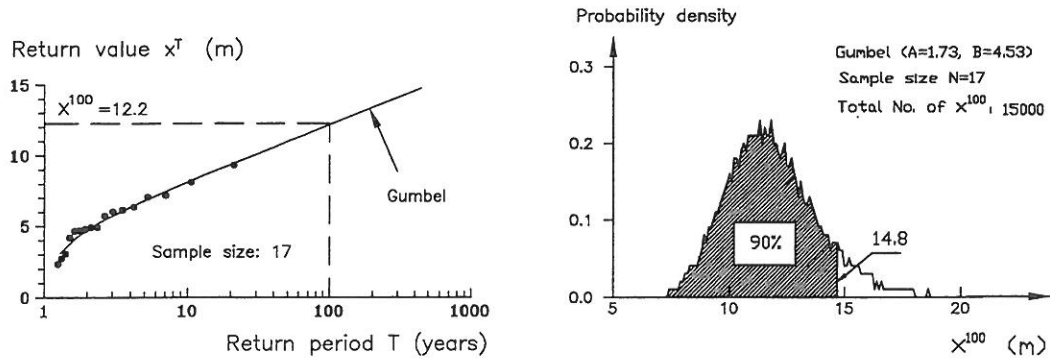 Return value x^T (m)
15
X^100 =12.2
10
5
0
Gumbel
Sample size: 17
1
10
100
1000
Return period T (years)
Probability density
0.3
0.2
0.1
0.0
Gumbel (A=1.73, B=4.53)
Sample size N=17
Total No. of X^100 : 15000
90%
14.8
5
10
15
20
X^100 (m)